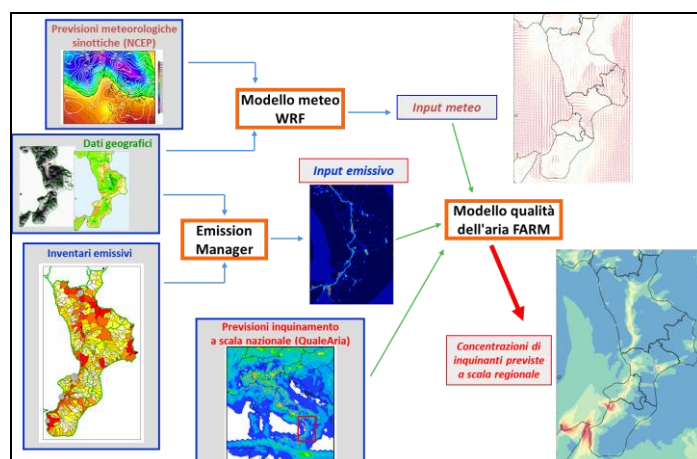 Previsioni meteorologiche
sinottiche (NCEP)
Modello meteo
WRF
Input meteo
Dati geografici
Input emissivo
Emission
Manager
Modello qualità
dell'aria FARM
Inventari emissivi
Previsioni inquinamento
a scala nazionale (QualeAria)
Concentrazioni di
inquinanti previste
a scala regionale